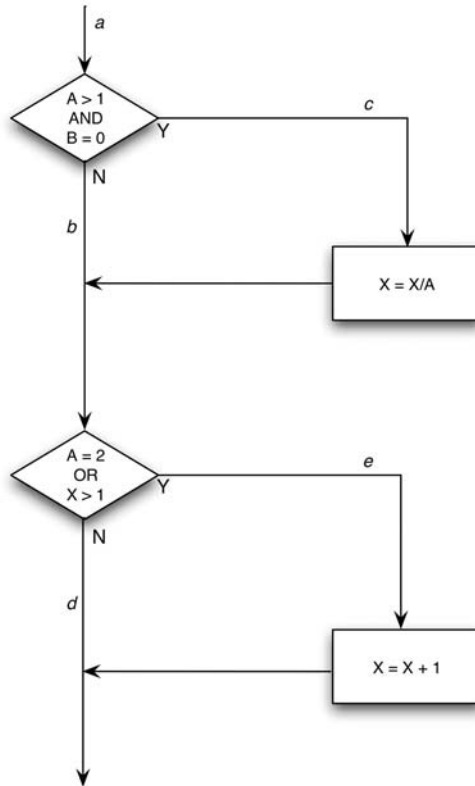 a
A > 1
AND
B = 0
Y
c
N
b
X = X/A
A = 2
OR
X > 1
Y
e
N
d
X = X + 1